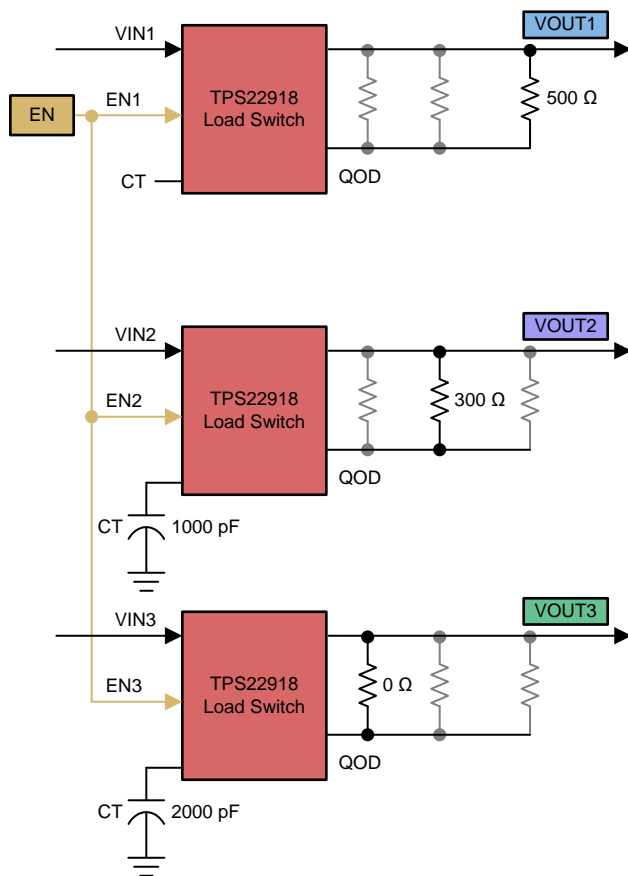 VIN1
VOUT1
TPS22918
Load Switch
EN
EN1
500 Ω
CT
QOD
VIN2
VOUT2
TPS22918
Load Switch
EN2
300 Ω
QOD
CT
1000 pF
VIN3
VOUT3
TPS22918
Load Switch
EN3
0 Ω
QOD
CT
2000 pF